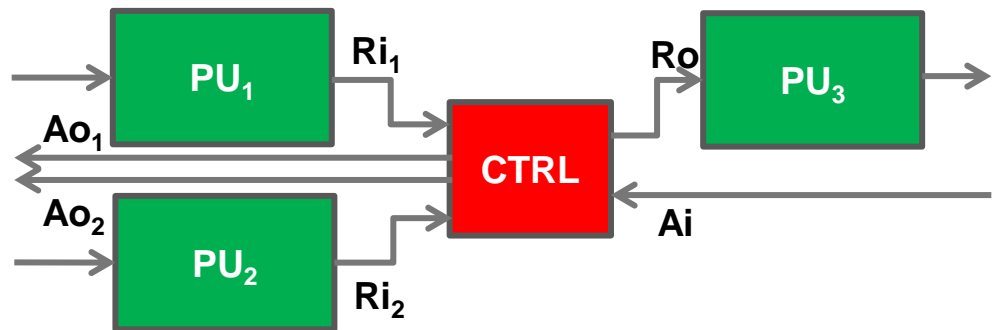 PU₁
Ri₁
Ro
PU₃
Ao₁
CTRL
Ao₂
Ai
PU₂
Ri₂